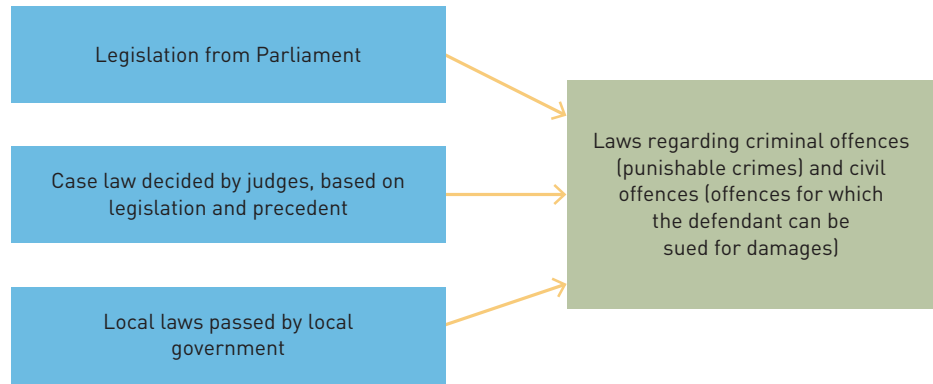 Legislation from Parliament
Case law decided by judges, based on
legislation and precedent
Local laws passed by local
government
Laws regarding criminal offences
(punishable crimes) and civil
offences (offences for which
the defendant can be
sued for damages)